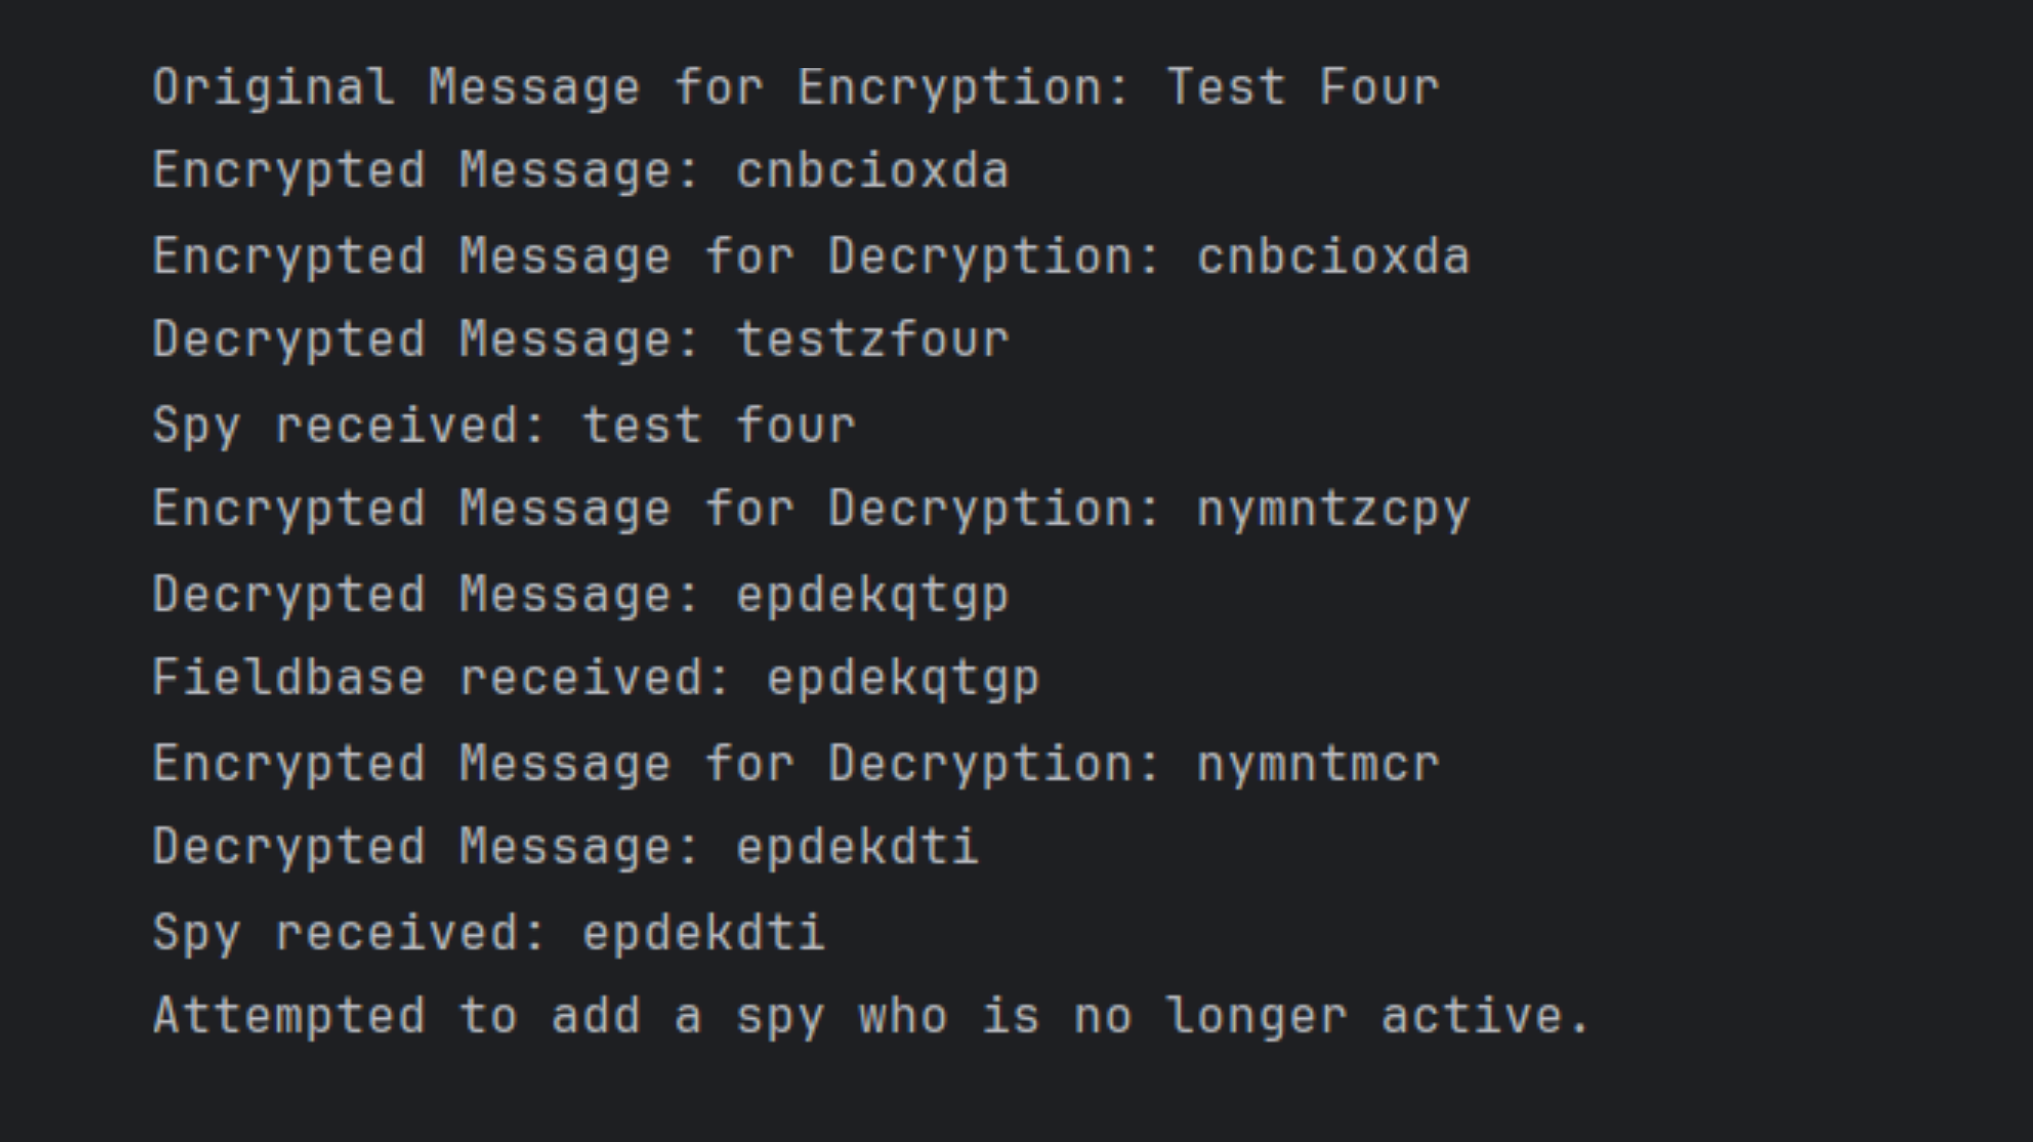 Original Message for Encryption: Test Four
Encrypted Message: cnbcioxda
Encrypted Message for Decryption: cnbcioxda
Decrypted Message: testzfour
Spy received: test four
Encrypted Message for Decryption: nymntzcpy
Decrypted Message: epdekqtgp
Fieldbase received: epdekqtgp
Encrypted Message for Decryption: nymntmcr
Decrypted Message: epdekdti
Spy received: epdekdti
Attempted to add a spy who is no longer active.